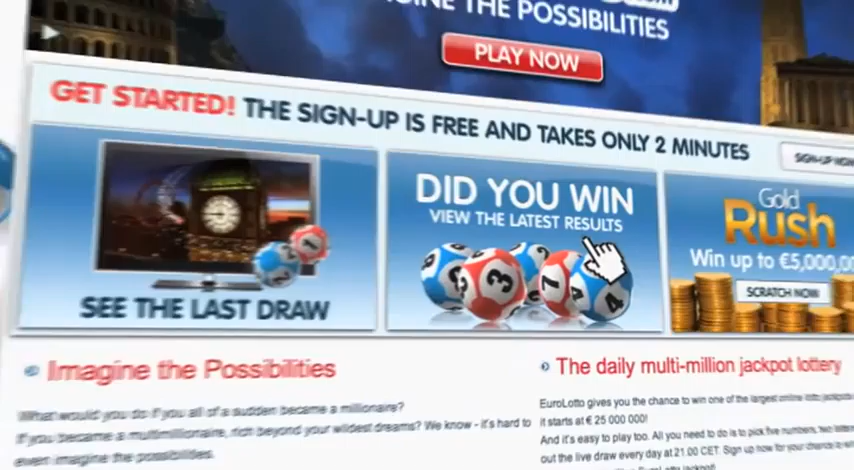 INE THE POSSIBILITIES
PLAY NOW
GET STARTED! THE SIGN-UP IS FREE AND TAKES ONLY 2 MINUTES
SIGN-UP NOW
SEE THE LAST DRAW
DID YOU WIN
VIEW THE LATEST RESULTS
3
7
4
1
Gold
Rush
Win up to €5,000,00
SCRATCH NOW
Imagine the Possibilities
What would you do if you all of a sudden became a millionaire?
If you became a multimillionaire, rich beyond your wildest dreams? We know - it's hard to
even imagine the possibilities.
The daily multi-million jackpot lottery
EuroLotto gives you the chance to win one of the largest online lotto jackpots
it starts at € 25 000 000!
And it's easy to play too. All you need to do is to pick five numbers, two
out the live draw every day at 21.00 CET. Sign up now for your chance to
EuroLotto jackpot!